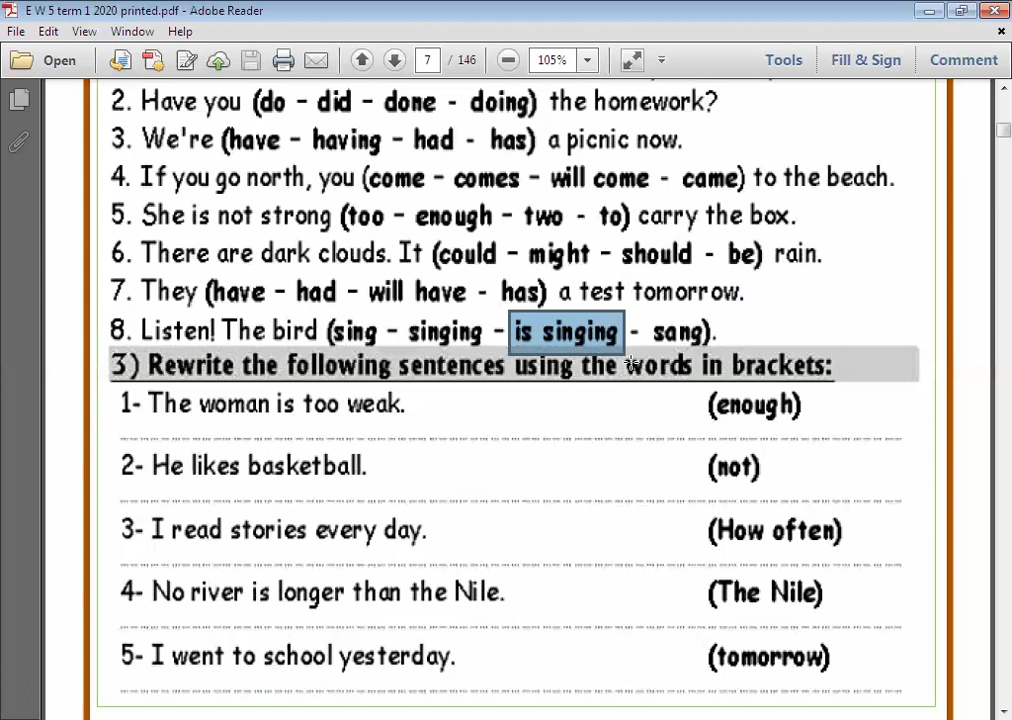 E W 5 term 1 2020 printed.pdf - Adobe Reader
File Edit View Window Help
Open 7 / 146 105% Tools Fill & Sign Comment
2. Have you (do – did – done - doing) the homework?
3. We're (have – having – had - has) a picnic now.
4. If you go north, you (come – comes – will come - came) to the beach.
5. She is not strong (too – enough – two - to) carry the box.
6. There are dark clouds. It (could – might – should - be) rain.
7. They (have – had – will have - has) a test tomorrow.
8. Listen! The bird (sing – singing – is singing - sang).
3) Rewrite the following sentences using the words in brackets:
1- The woman is too weak. (enough)
2- He likes basketball. (not)
3- I read stories every day. (How often)
4- No river is longer than the Nile. (The Nile)
5- I went to school yesterday. (tomorrow)